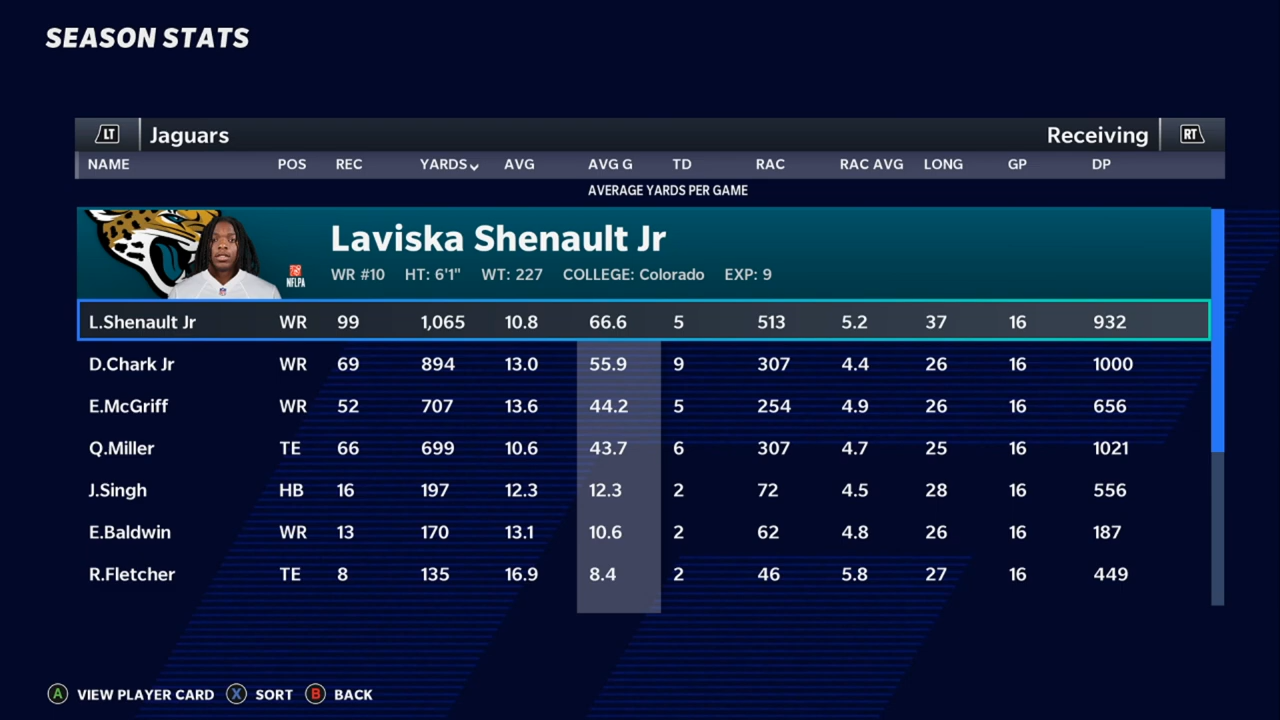 SEASON STATS
LT Jaguars Receiving RT
NAME POS REC YARDS AVG AVG G TD RAC RAC AVG LONG GP DP
AVERAGE YARDS PER GAME
Laviska Shenault Jr
NFLPA WR #10 HT: 6'1" WT: 227 COLLEGE: Colorado EXP: 9
L.Shenault Jr WR 99 1,065 10.8 66.6 5 513 5.2 37 16 932
D.Chark Jr WR 69 894 13.0 55.9 9 307 4.4 26 16 1000
E.McGriff WR 52 707 13.6 44.2 5 254 4.9 26 16 656
Q.Miller TE 66 699 10.6 43.7 6 307 4.7 25 16 1021
J.Singh HB 16 197 12.3 12.3 2 72 4.5 28 16 556
E.Baldwin WR 13 170 13.1 10.6 2 62 4.8 26 16 187
R.Fletcher TE 8 135 16.9 8.4 2 46 5.8 27 16 449
A VIEW PLAYER CARD X SORT B BACK